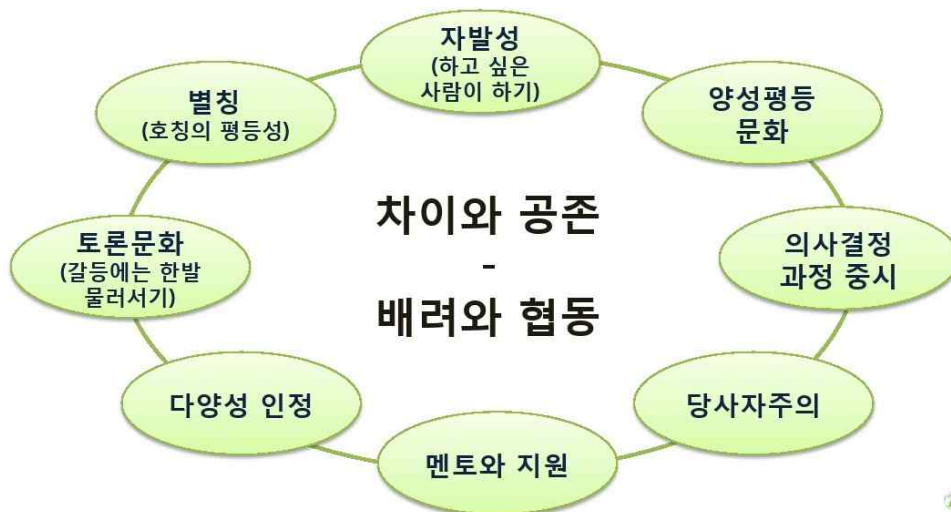 자발성
(하고 싶은
사람이 하기)
양성평등
문화
의사결정
과정 중시
당사자주의
멘토와 지원
다양성 인정
토론문화
(갈등에는 한발
물러서기)
별칭
(호칭의 평등성)
차이와 공존
-
배려와 협동